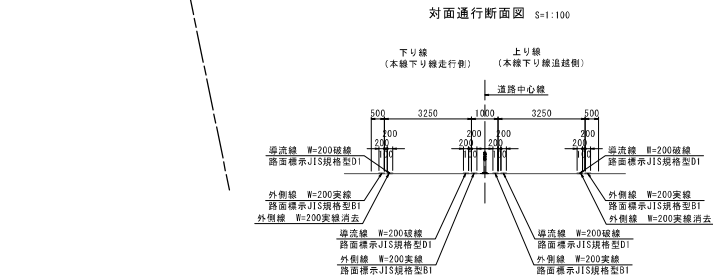 対面通行断面図 S=1:100
下り線
(本線下り線走行側)
上り線
(本線下り線追越側)
道路中心線
500 3250 1000 3250 500
200 200 200 200
200 200 200 200
100 100 100 100
導流線 W=200破線
路面標示JIS規格型D1
外側線 W=200実線
路面標示JIS規格型B1
外側線 W=200実線消去
導流線 W=200破線
路面標示JIS規格型D1
外側線 W=200実線
路面標示JIS規格型B1
導流線 W=200破線
路面標示JIS規格型D1
外側線 W=200実線
路面標示JIS規格型B1
導流線 W=200破線
路面標示JIS規格型D1
外側線 W=200実線
路面標示JIS規格型B1
外側線 W=200実線消去